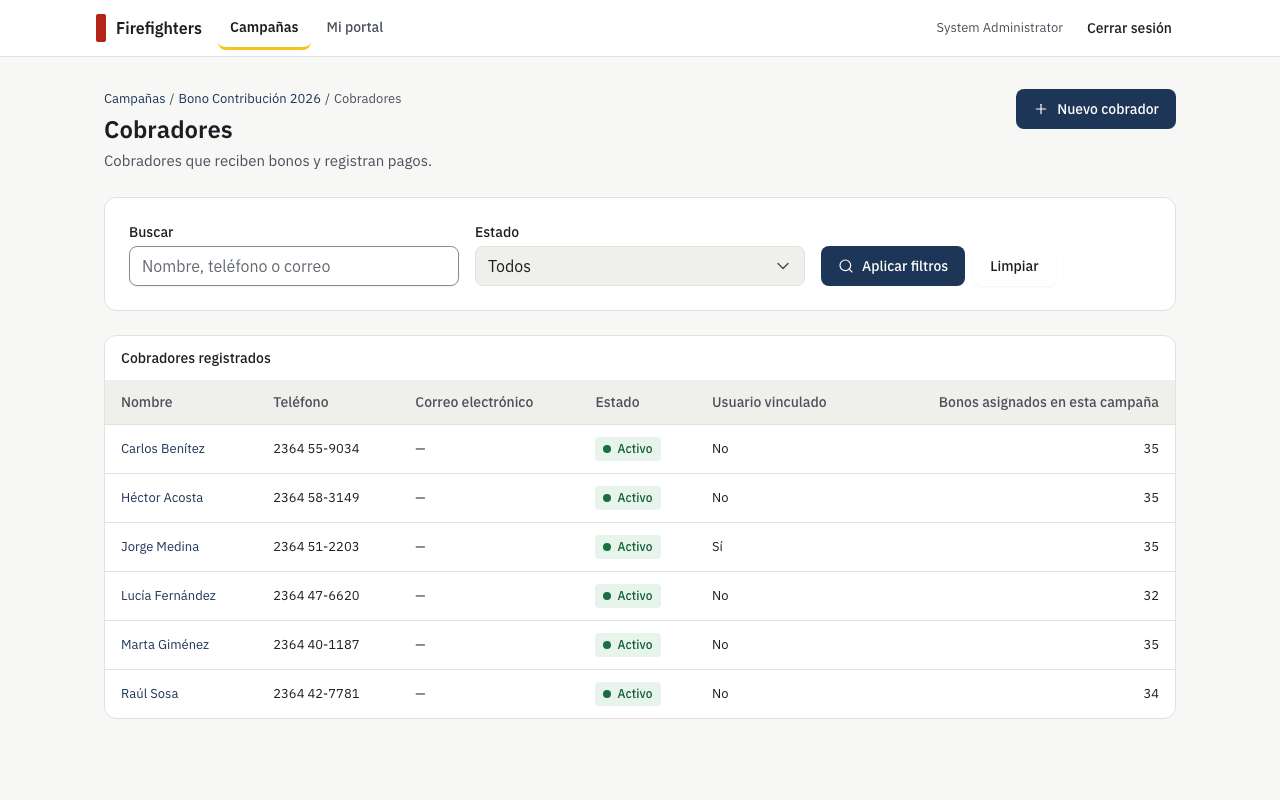 Firefighters Campañas Mi portal System Administrator Cerrar sesión
Campañas / Bono Contribución 2026 / Cobradores
Cobradores
Cobradores que reciben bonos y registran pagos.
+ Nuevo cobrador
Buscar Estado
Nombre, teléfono o correo Todos Aplicar filtros Limpiar
Cobradores registrados
Nombre Teléfono Correo electrónico Estado Usuario vinculado Bonos asignados en esta campaña
Carlos Benítez 2364 55-9034 — Activo No 35
Héctor Acosta 2364 58-3149 — Activo No 35
Jorge Medina 2364 51-2203 — Activo Sí 35
Lucía Fernández 2364 47-6620 — Activo No 32
Marta Giménez 2364 40-1187 — Activo No 35
Raúl Sosa 2364 42-7781 — Activo No 34